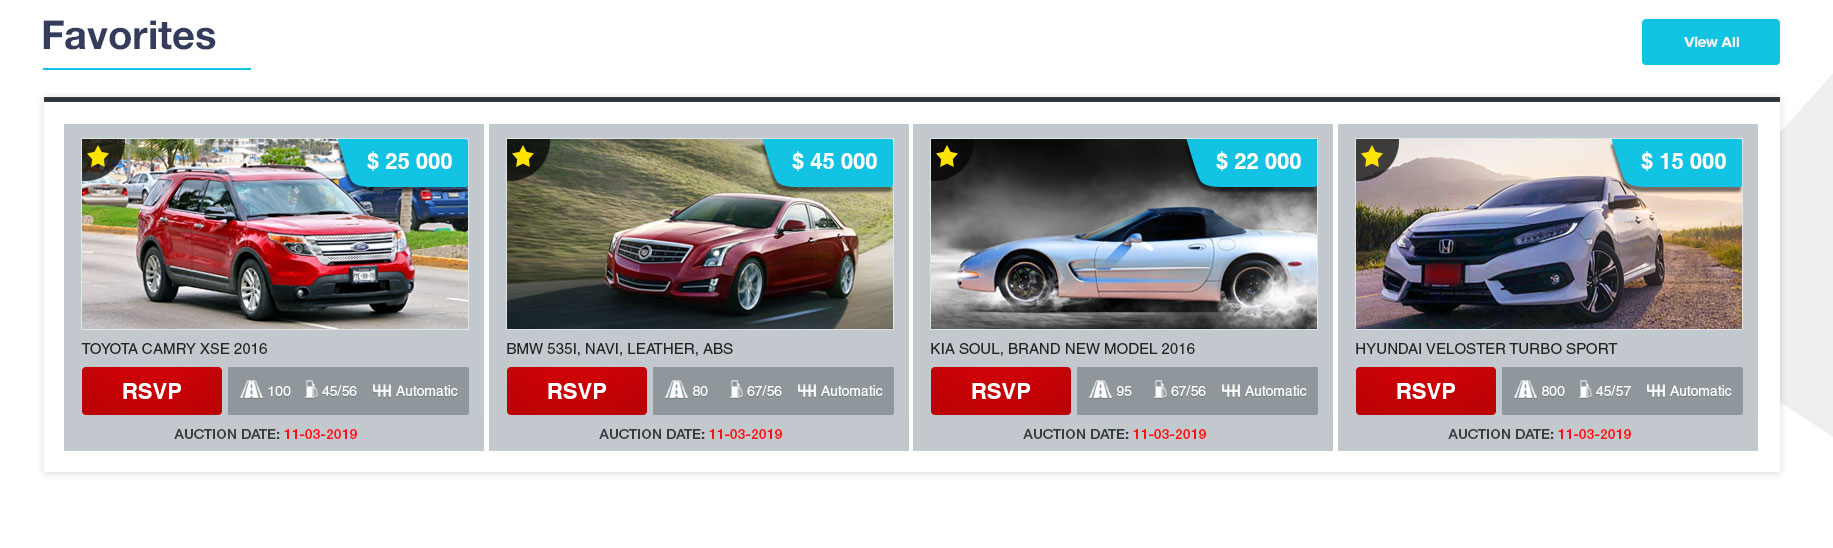 Favorites
View All
$ 25 000
$ 45 000
$ 22 000
$ 15 000
TOYOTA CAMRY XSE 2016
BMW 535I, NAVI, LEATHER, ABS
KIA SOUL, BRAND NEW MODEL 2016
HYUNDAI VELOSTER TURBO SPORT
RSVP 100 45/56 Automatic
RSVP 80 67/56 Automatic
RSVP 95 67/56 Automatic
RSVP 800 45/57 Automatic
AUCTION DATE: 11-03-2019
AUCTION DATE: 11-03-2019
AUCTION DATE: 11-03-2019
AUCTION DATE: 11-03-2019